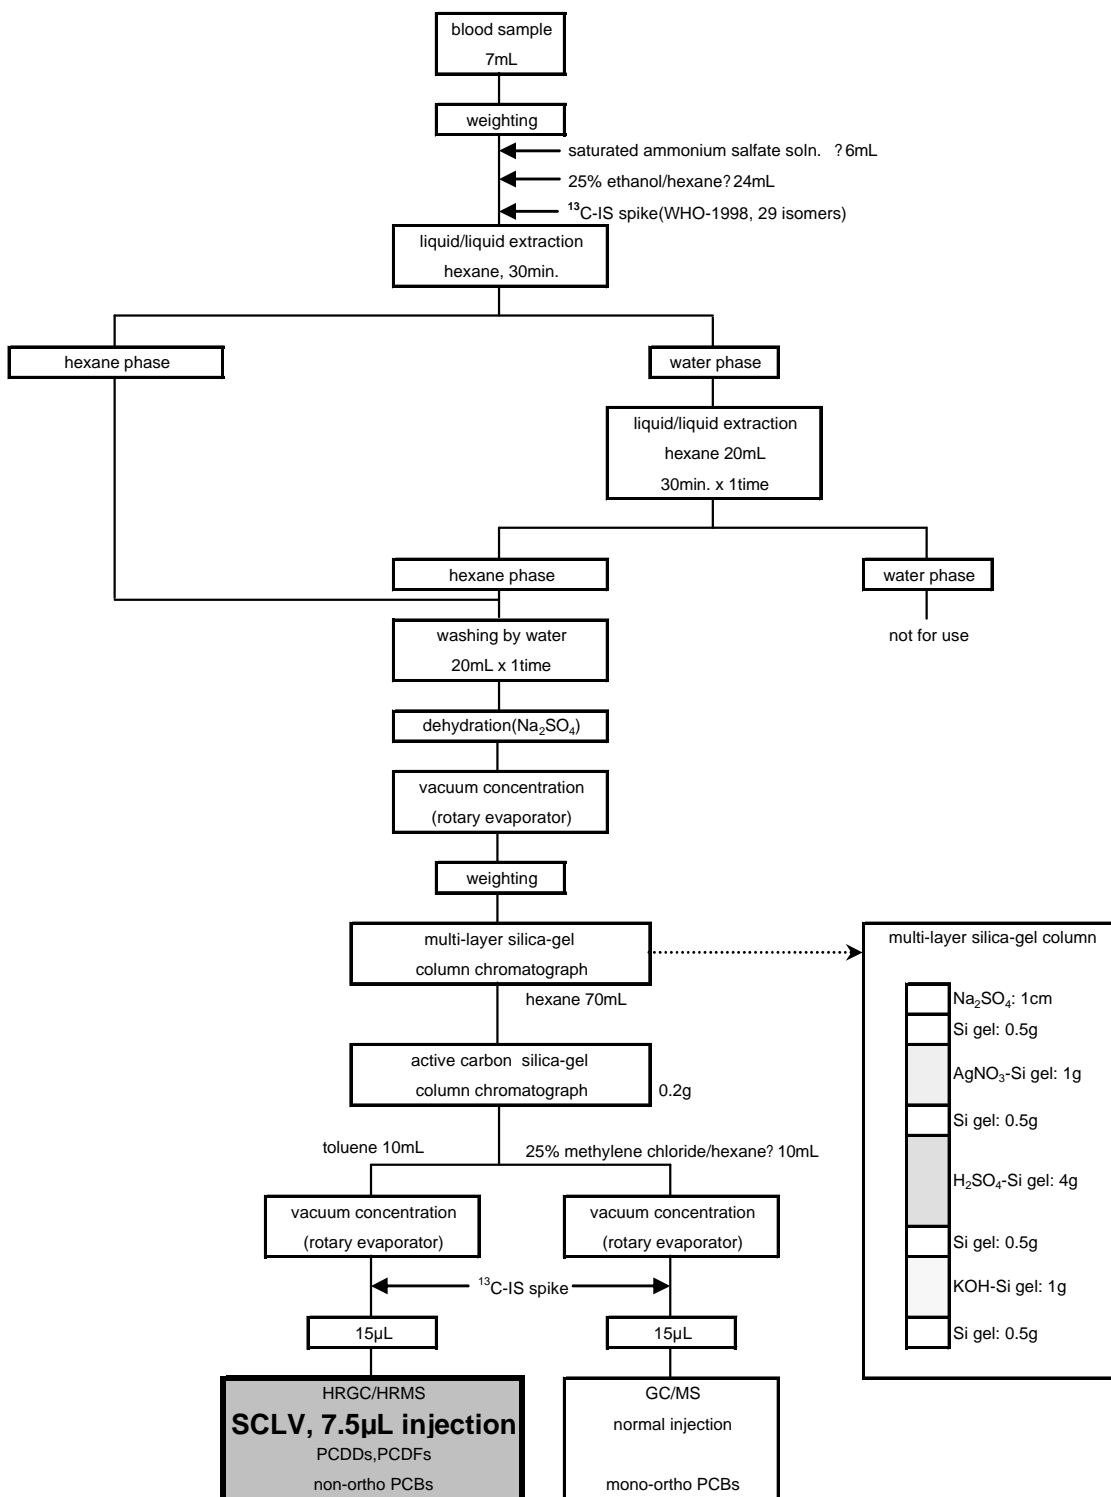 blood sample
7mL
weighting
saturated ammonium salfate soln. ?6mL
25% ethanol/hexane?24mL
¹³C-IS spike(WHO-1998, 29 isomers)
liquid/liquid extraction
hexane, 30min.
hexane phase
water phase
liquid/liquid extraction
hexane 20mL
30min. x 1time
hexane phase
water phase
not for use
washing by water
20mL x 1time
dehydration(Na₂SO₄)
vacuum concentration
(rotary evaporator)
weighting
multi-layer silica-gel
column chromatograph
hexane 70mL
active carbon silica-gel
column chromatograph
0.2g
toluene 10mL
25% methylene chloride/hexane?10mL
vacuum concentration
(rotary evaporator)
vacuum concentration
(rotary evaporator)
¹³C-IS spike
15µL
15µL
HRGC/HRMS
SCLV, 7.5µL injection
PCDDs,PCDFs
non-ortho PCBs
GC/MS
normal injection
mono-ortho PCBs
multi-layer silica-gel column
Na₂SO₄: 1cm
Si gel: 0.5g
AgNO₃-Si gel: 1g
Si gel: 0.5g
H₂SO₄-Si gel: 4g
Si gel: 0.5g
KOH-Si gel: 1g
Si gel: 0.5g